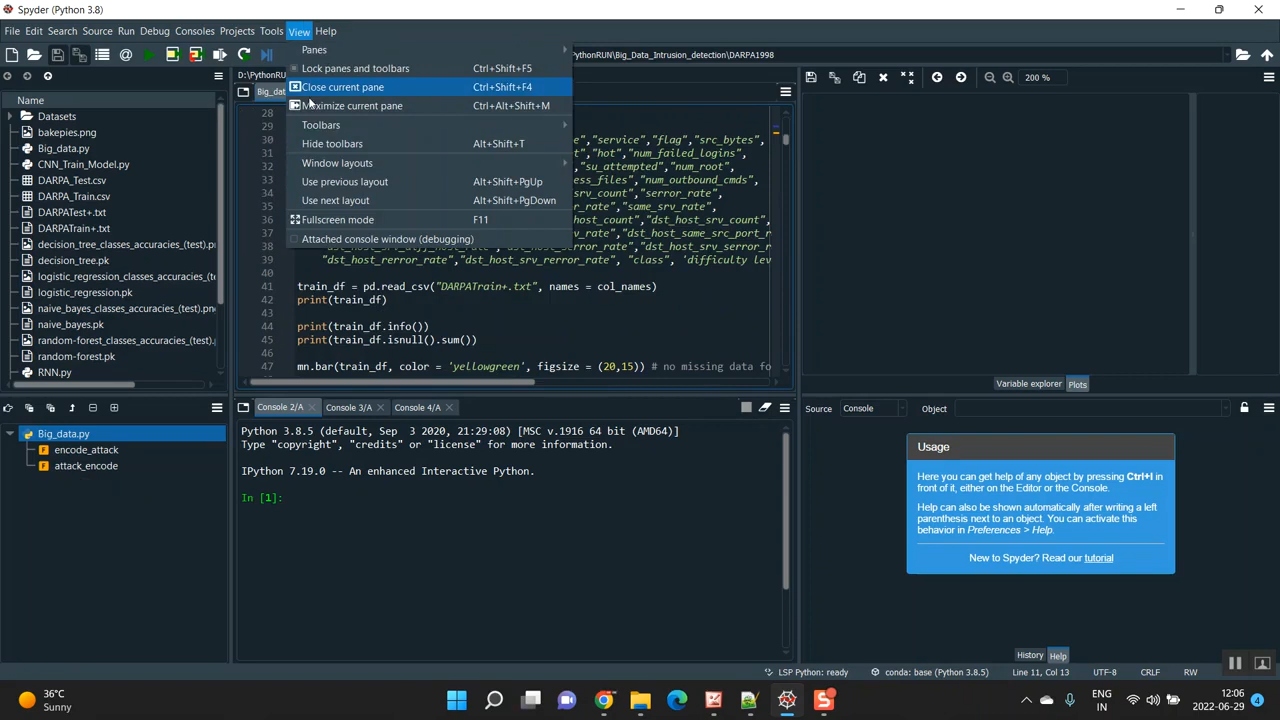 Spyder (Python 3.8)
File Edit Search Source Run Debug Consoles Projects Tools View Help
ythonRUN\Big_Data_Intrusion_detection\DARPA1998
Panes
Lock panes and toolbars Ctrl+Shift+F5
Close current pane Ctrl+Shift+F4
Maximize current pane Ctrl+Alt+Shift+M
Toolbars
Hide toolbars Alt+Shift+T
Window layouts
Use previous layout Alt+Shift+PgUp
Use next layout Alt+Shift+PgDown
Fullscreen mode F11
Attached console window (debugging)
Name
Datasets
bakepies.png
Big_data.py
CNN_Train_Model.py
DARPA_Test.csv
DARPA_Train.csv
DARPATest+.txt
DARPATrain+.txt
decision_tree_classes_accuracies_(test).pn
decision_tree.pk
logistic_regression_classes_accuracies_(te
logistic_regression.pk
naive_bayes_classes_accuracies_(test).png
naive_bayes.pk
random-forest_classes_accuracies_(test).
random-forest.pk
RNN.py
D:\PythonRU
Big_dat
28
29
30 e","service","flag","src_bytes",
31 t","hot","num_failed_logins",
32 ,"su_attempted","num_root",
33 ess_files","num_outbound_cmds",
34 srv_count","serror_rate",
35 ","same_srv_rate",
36 host_count","dst_host_srv_count",
37 dst_host_same_src_port_r
38
39 "dst_host_rerror_rate","dst_host_srv_rerror_rate", "class", 'difficulty lev
40
41 train_df = pd.read_csv("DARPATrain+.txt", names = col_names)
42 print(train_df)
43
44 print(train_df.info())
45 print(train_df.isnull().sum())
46
47 mn.bar(train_df, color = 'yellowgreen', figsize = (20,15)) # no missing data fo
200 %
Variable explorer Plots
Big_data.py
encode_attack
attack_encode
Console 2/A Console 3/A Console 4/A
Python 3.8.5 (default, Sep 3 2020, 21:29:08) [MSC v.1916 64 bit (AMD64)]
Type "copyright", "credits" or "license" for more information.
IPython 7.19.0 -- An enhanced Interactive Python.
In [1]:
Source Console Object
Usage
Here you can get help of any object by pressing Ctrl+I in
front of it, either on the Editor or the Console.
Help can also be shown automatically after writing a left
parenthesis next to an object. You can activate this
behavior in Preferences > Help.
New to Spyder? Read our tutorial
History Help
LSP Python: ready conda: base (Python 3.8.5) Line 11, Column 55 UTF-8 CRLF RW
36°C
Sunny
ENG
IN
12:06
2022-06-29
4